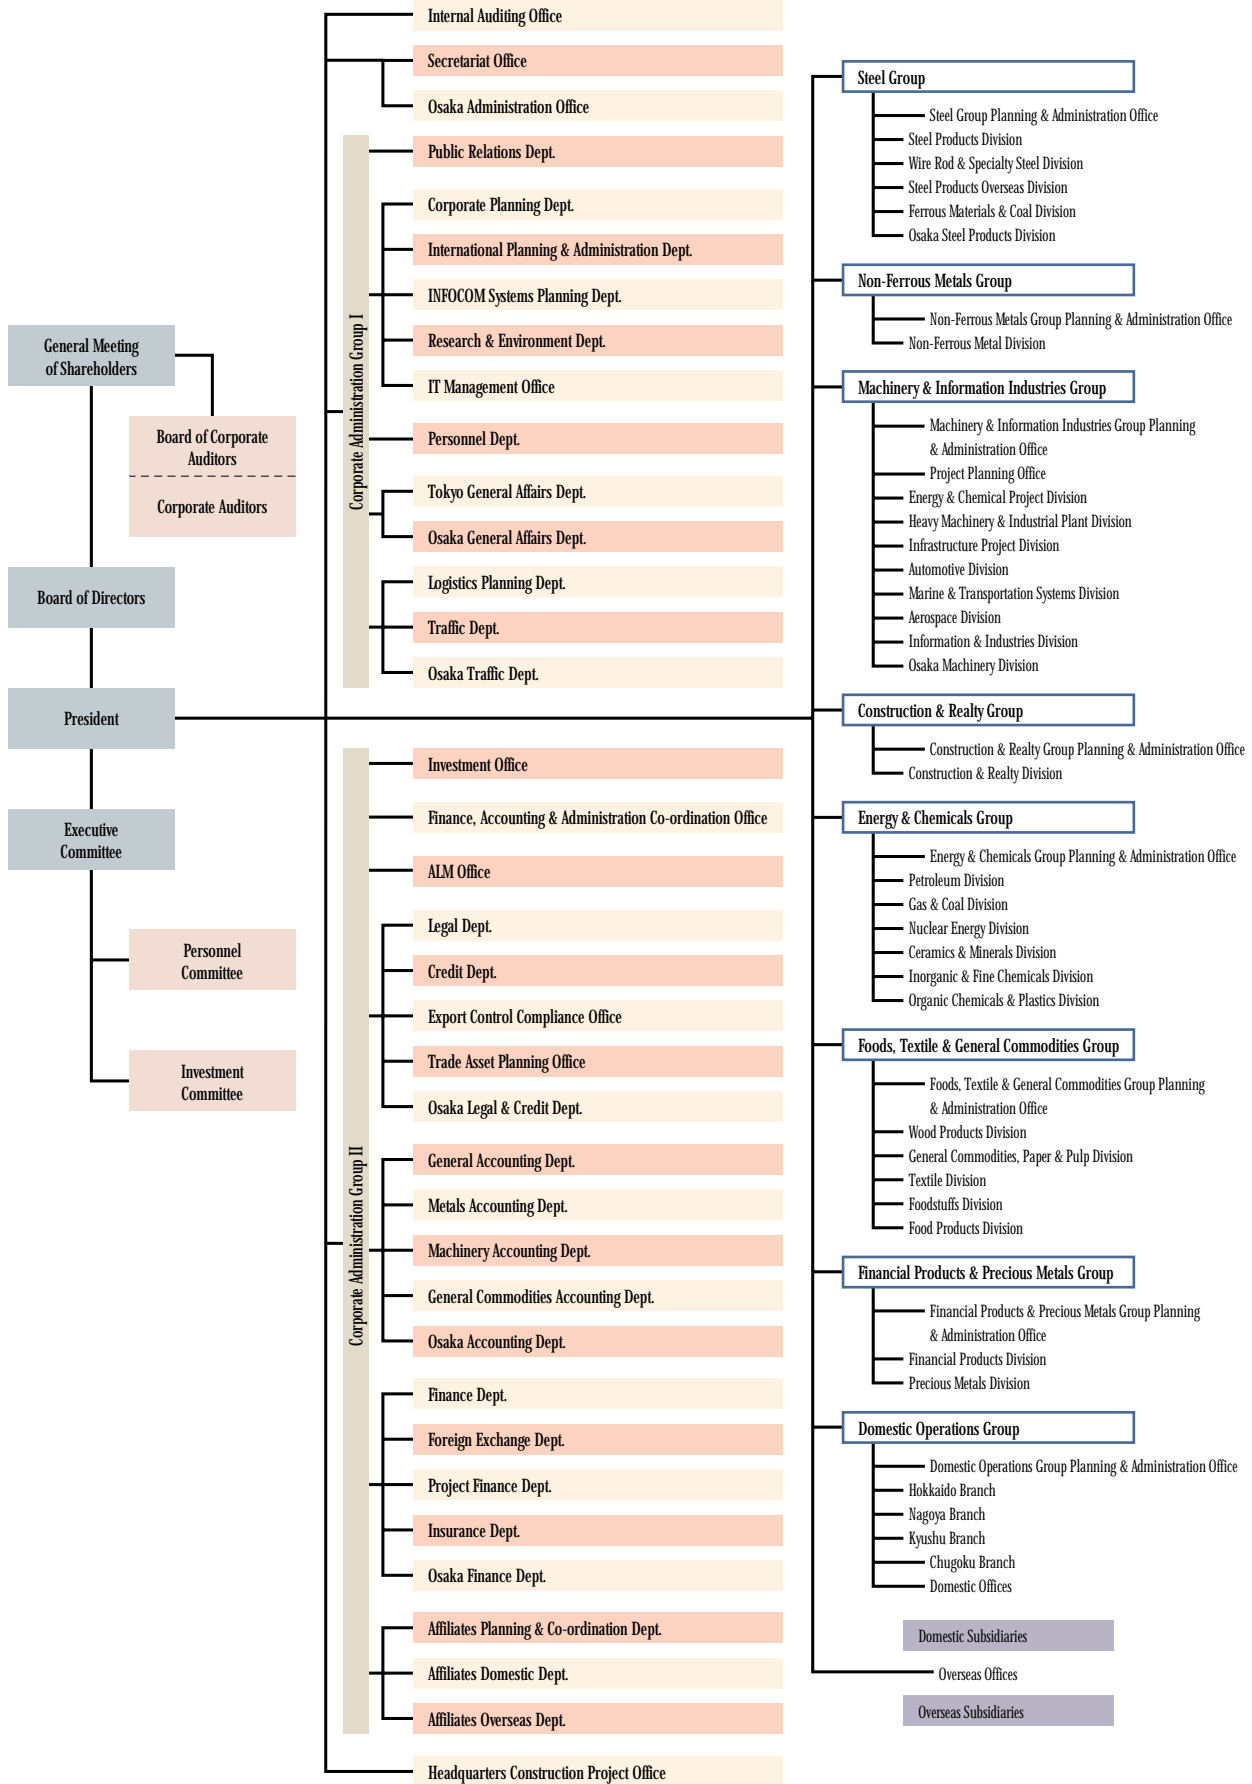 General Meeting
of Shareholders
Board of Corporate
Auditors
Corporate Auditors
Board of Directors
President
Executive
Committee
Personnel
Committee
Investment
Committee
Internal Auditing Office
Secretariat Office
Osaka Administration Office
Corporate Administration Group I
Public Relations Dept.
Corporate Planning Dept.
International Planning & Administration Dept.
INFOCOM Systems Planning Dept.
Research & Environment Dept.
IT Management Office
Personnel Dept.
Tokyo General Affairs Dept.
Osaka General Affairs Dept.
Logistics Planning Dept.
Traffic Dept.
Osaka Traffic Dept.
Corporate Administration Group II
Investment Office
Finance, Accounting & Administration Co-ordination Office
ALM Office
Legal Dept.
Credit Dept.
Export Control Compliance Office
Trade Asset Planning Office
Osaka Legal & Credit Dept.
General Accounting Dept.
Metals Accounting Dept.
Machinery Accounting Dept.
General Commodities Accounting Dept.
Osaka Accounting Dept.
Finance Dept.
Foreign Exchange Dept.
Project Finance Dept.
Insurance Dept.
Osaka Finance Dept.
Affiliates Planning & Co-ordination Dept.
Affiliates Domestic Dept.
Affiliates Overseas Dept.
Headquarters Construction Project Office
Steel Group
Steel Group Planning & Administration Office
Steel Products Division
Wire Rod & Specialty Steel Division
Steel Products Overseas Division
Ferrous Materials & Coal Division
Osaka Steel Products Division
Non-Ferrous Metals Group
Non-Ferrous Metals Group Planning & Administration Office
Non-Ferrous Metal Division
Machinery & Information Industries Group
Machinery & Information Industries Group Planning
& Administration Office
Project Planning Office
Energy & Chemical Project Division
Heavy Machinery & Industrial Plant Division
Infrastructure Project Division
Automotive Division
Marine & Transportation Systems Division
Aerospace Division
Information & Industries Division
Osaka Machinery Division
Construction & Realty Group
Construction & Realty Group Planning & Administration Office
Construction & Realty Division
Energy & Chemicals Group
Energy & Chemicals Group Planning & Administration Office
Petroleum Division
Gas & Coal Division
Nuclear Energy Division
Ceramics & Minerals Division
Inorganic & Fine Chemicals Division
Organic Chemicals & Plastics Division
Foods, Textile & General Commodities Group
Foods, Textile & General Commodities Group Planning
& Administration Office
Wood Products Division
General Commodities, Paper & Pulp Division
Textile Division
Foodstuffs Division
Food Products Division
Financial Products & Precious Metals Group
Financial Products & Precious Metals Group Planning
& Administration Office
Financial Products Division
Precious Metals Division
Domestic Operations Group
Domestic Operations Group Planning & Administration Office
Hokkaido Branch
Nagoya Branch
Kyushu Branch
Chugoku Branch
Domestic Offices
Domestic Subsidiaries
Overseas Offices
Overseas Subsidiaries